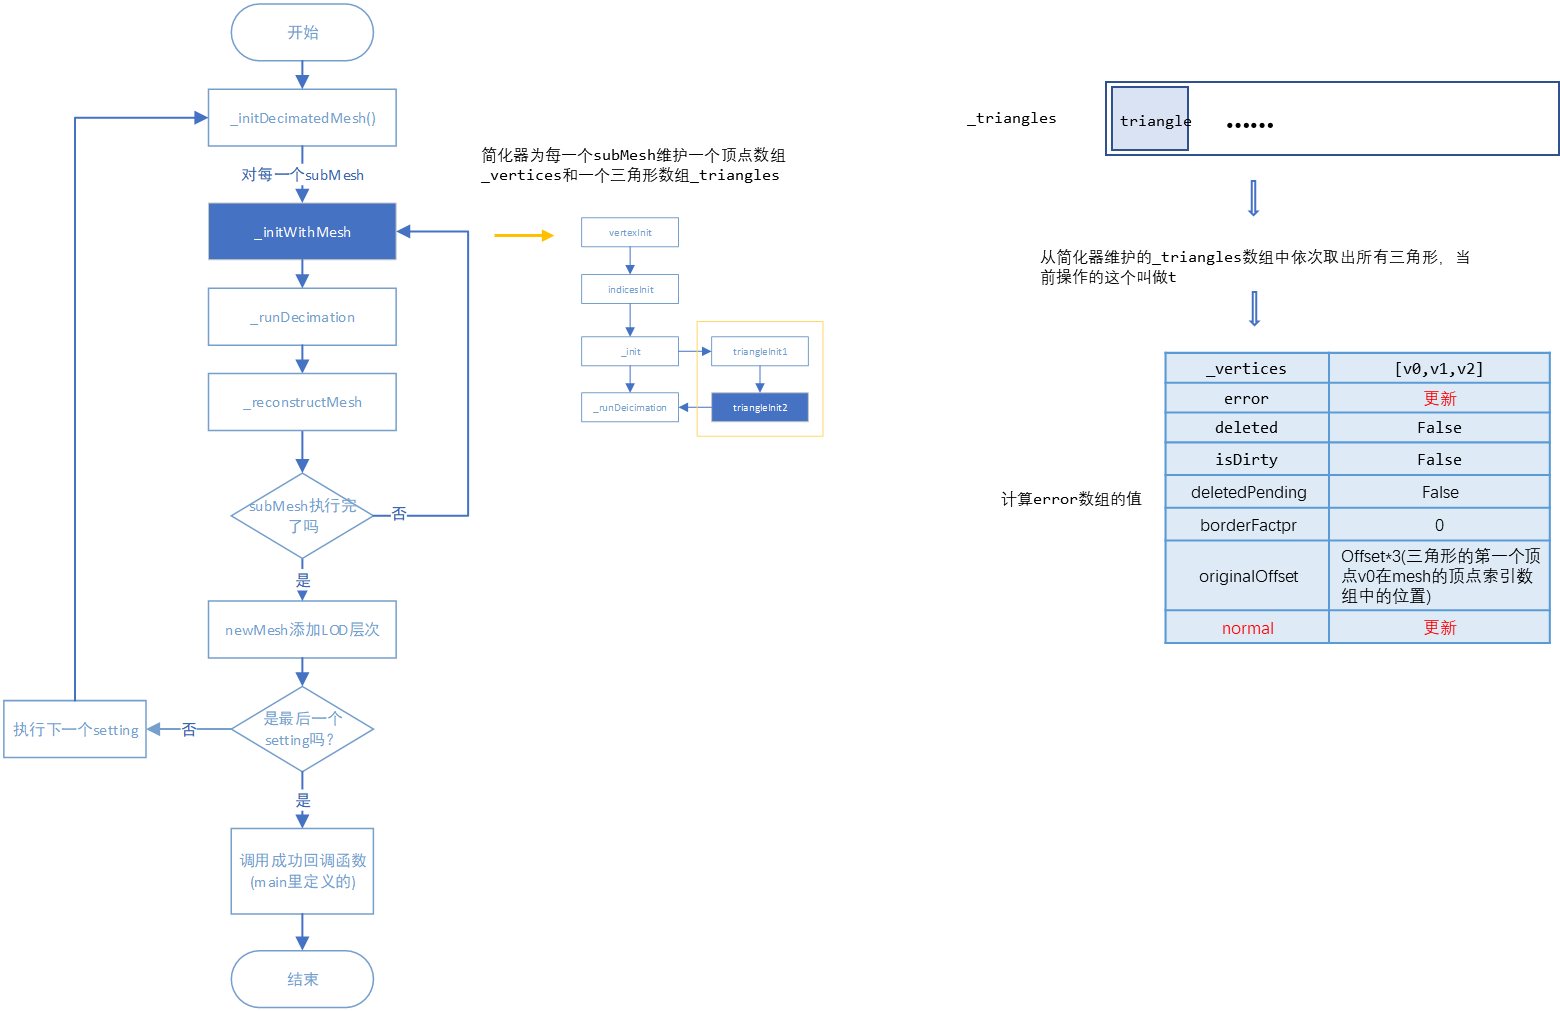 开始
_initDecimatedMesh()
对每一个subMesh
_initWithMesh
_runDecimation
_reconstructMesh
subMesh执行完
了吗
否
是
newMesh添加LOD层次
是最后一个
setting吗?
否
执行下一个setting
是
调用成功回调函数
(main里定义的)
结束
简化器为每一个subMesh维护一个顶点数组
_vertices和一个三角形数组_triangles
vertexInit
indicesInit
_init
triangleInit1
_runDeicimation
triangleInit2
_triangles
triangle
......
从简化器维护的_triangles数组中依次取出所有三角形，当
前操作的这个叫做t
计算error数组的值
_vertices [v0,v1,v2]
error 更新
deleted False
isDirty False
deletedPending False
borderFactpr 0
originalOffset Offset*3(三角形的第一个顶
点v0在mesh的顶点索引数
组中的位置)
normal 更新